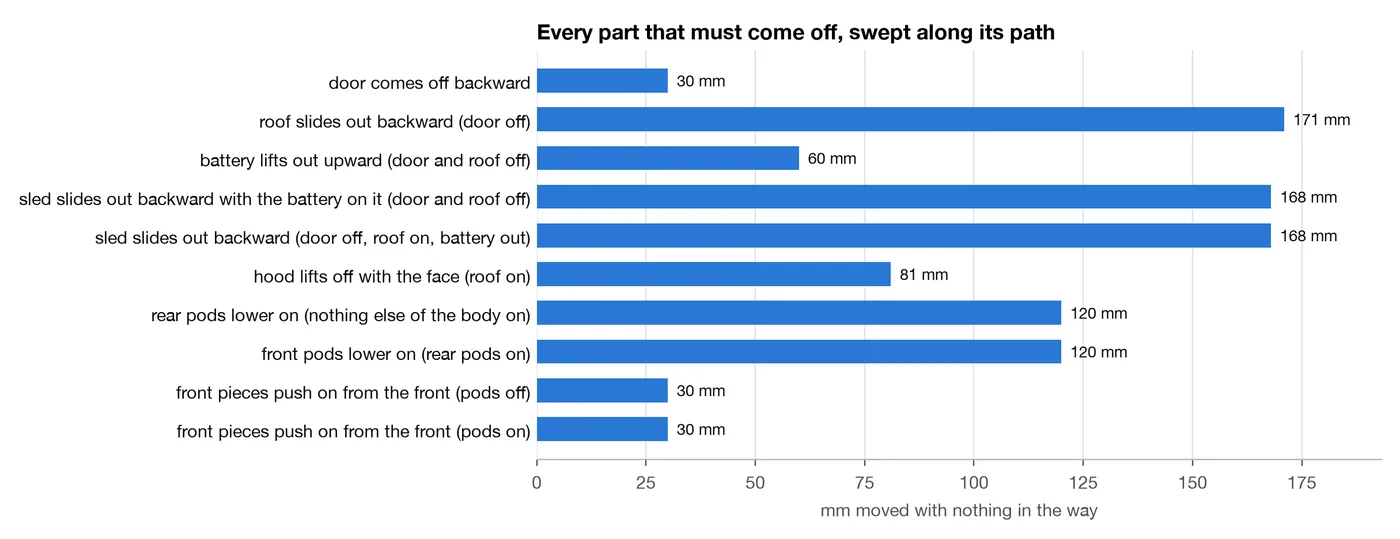 Every part that must come off, swept along its path
door comes off backward
30 mm
roof slides out backward (door off)
171 mm
battery lifts out upward (door and roof off)
60 mm
sled slides out backward with the battery on it (door and roof off)
168 mm
sled slides out backward (door off, roof on, battery out)
168 mm
hood lifts off with the face (roof on)
81 mm
rear pods lower on (nothing else of the body on)
120 mm
front pods lower on (rear pods on)
120 mm
front pieces push on from the front (pods off)
30 mm
front pieces push on from the front (pods on)
30 mm
0 25 50 75 100 125 150 175
mm moved with nothing in the way